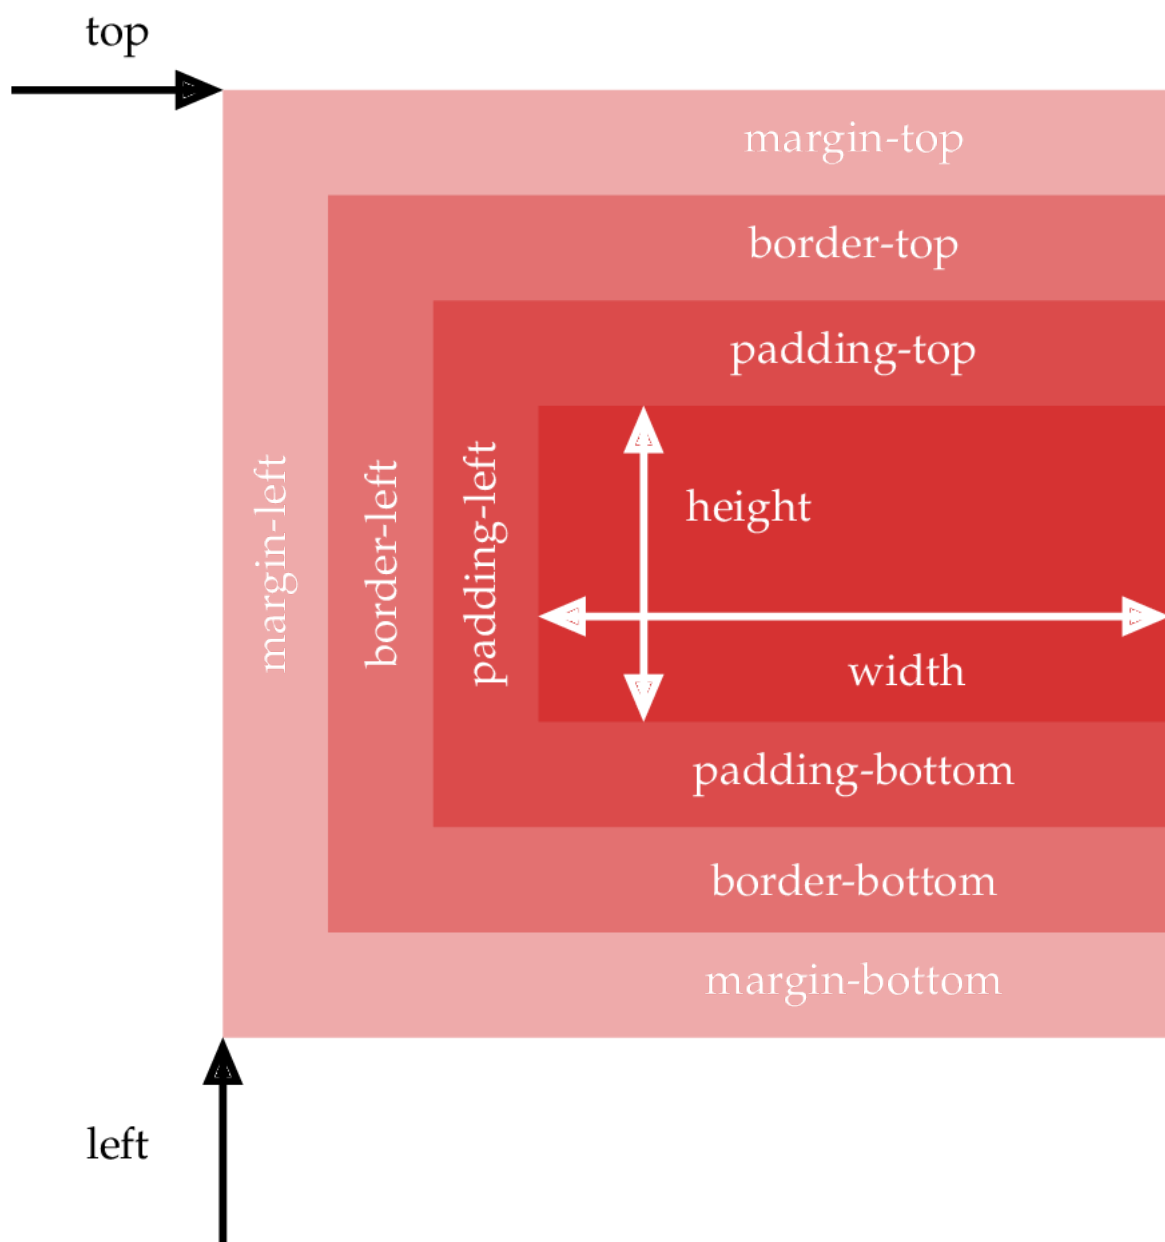 top
margin-top
border-top
padding-top
margin-left
border-left
padding-left
height
width
padding-bottom
border-bottom
margin-bottom
left